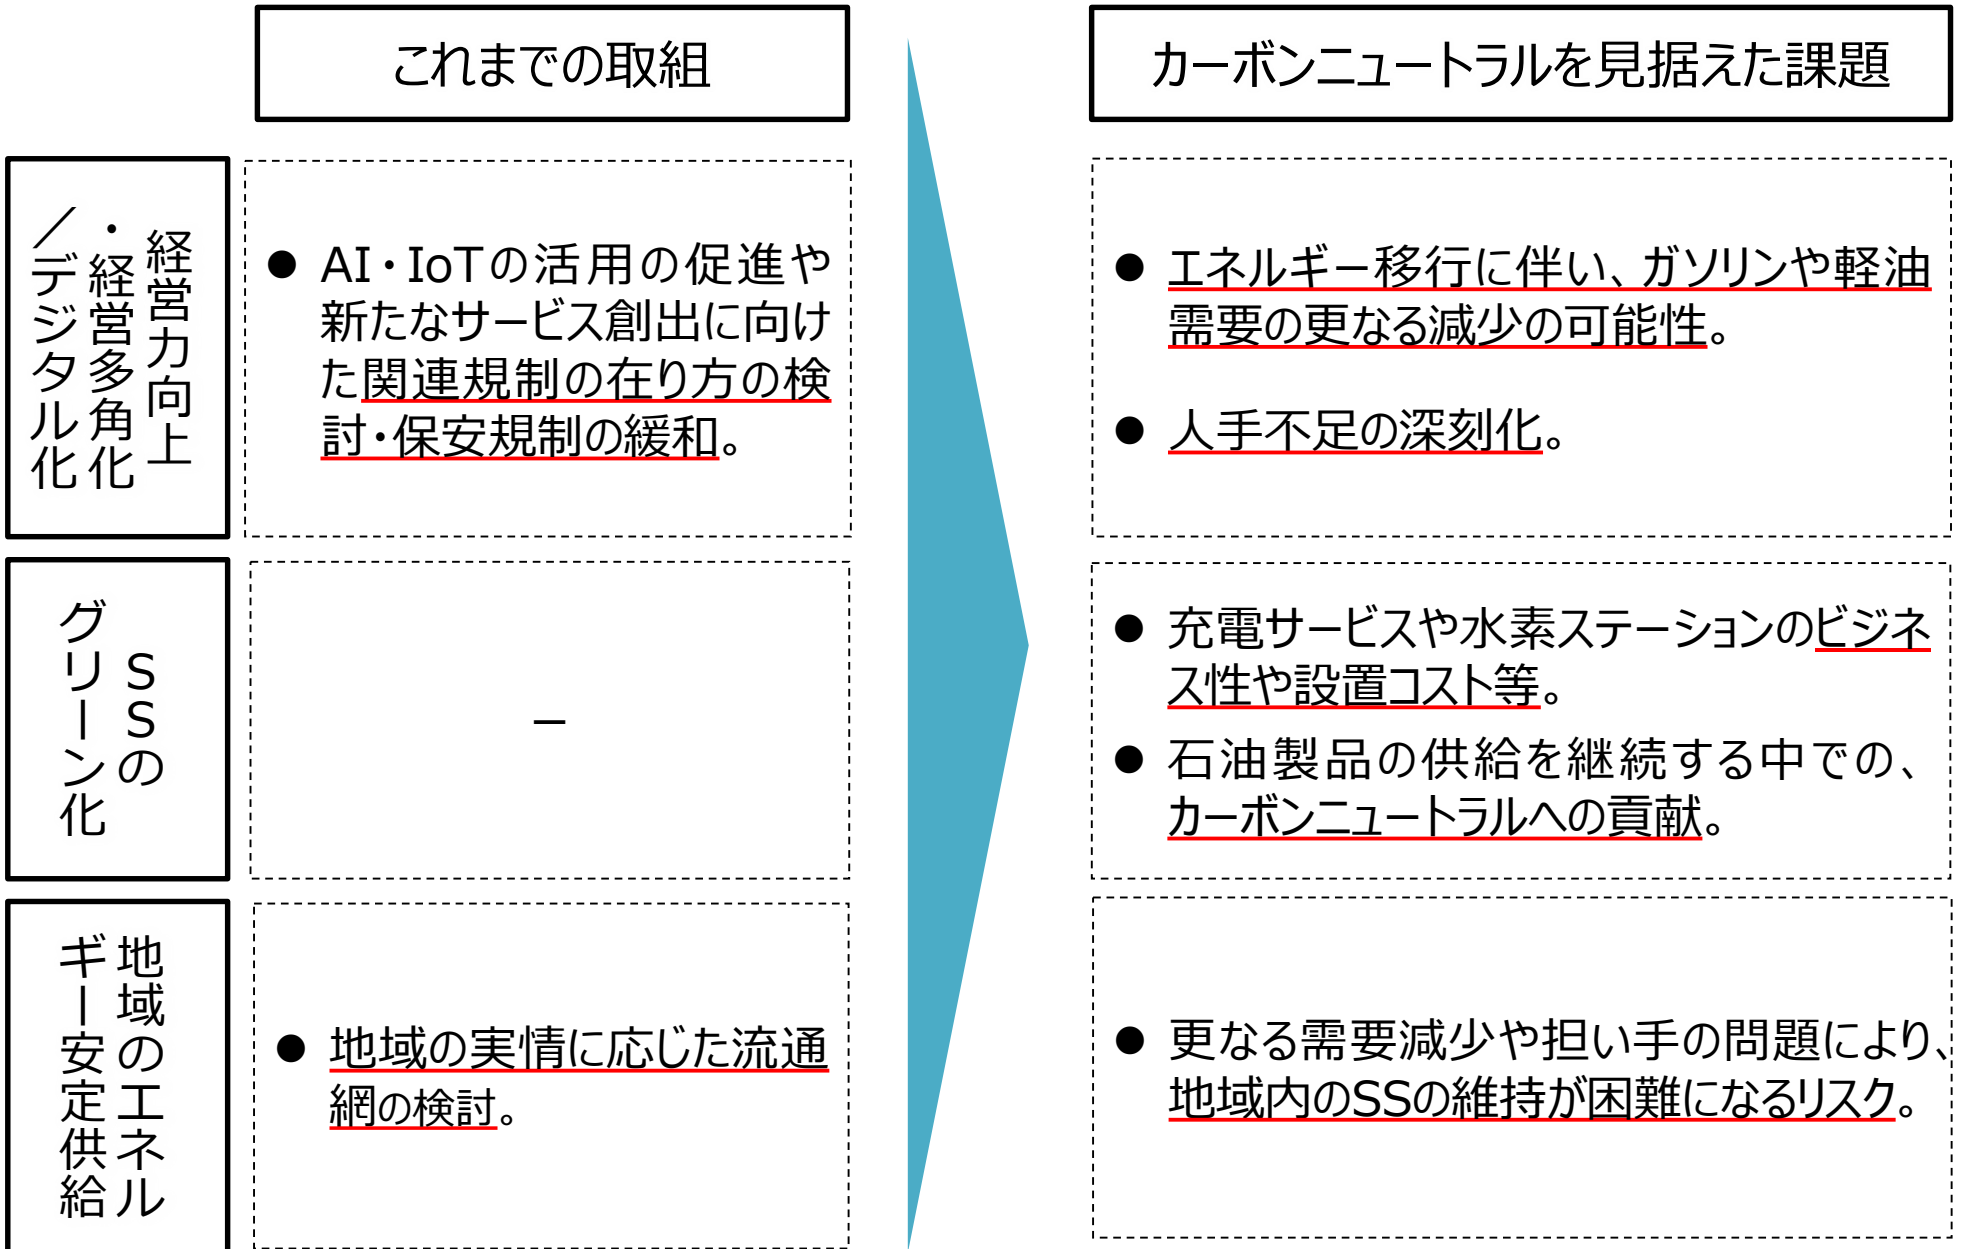 これまでの取組
カーボンニュートラルを見据えた課題
経営力向上
・経営多角化
／デジタル化
● AI・IoTの活用の促進や
新たなサービス創出に向け
た関連規制の在り方の検
討・保安規制の緩和。
● エネルギー移行に伴い、ガソリンや軽油
需要の更なる減少の可能性。
● 人手不足の深刻化。
SSの
グリーン化
－
● 充電サービスや水素ステーションのビジネ
ス性や設置コスト等。
● 石油製品の供給を継続する中での、
カーボンニュートラルへの貢献。
地域のエネル
ギー安定供給
● 地域の実情に応じた流通
網の検討。
● 更なる需要減少や担い手の問題により、
地域内のSSの維持が困難になるリスク。